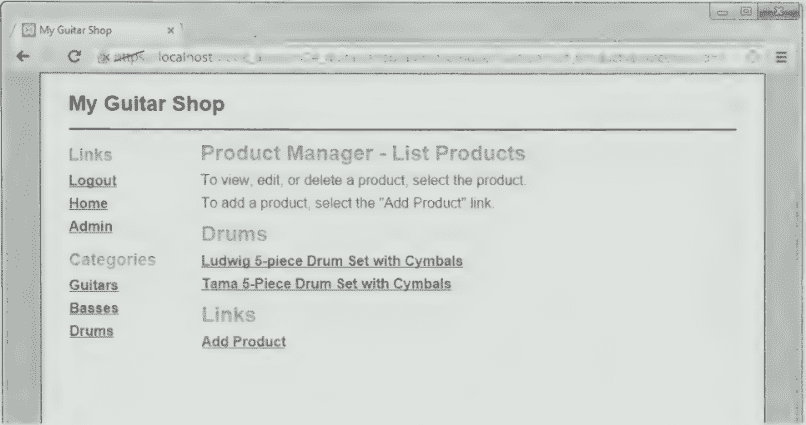 My Guitar Shop
localhost
My Guitar Shop
Links
Logout
Home
Admin
Categories
Guitars
Basses
Drums
Product Manager - List Products
To view, edit, or delete a product, select the product.
To add a product, select the "Add Product" link.
Drums
Ludwig 5-piece Drum Set with Cymbals
Tama 5-Piece Drum Set with Cymbals
Links
Add Product